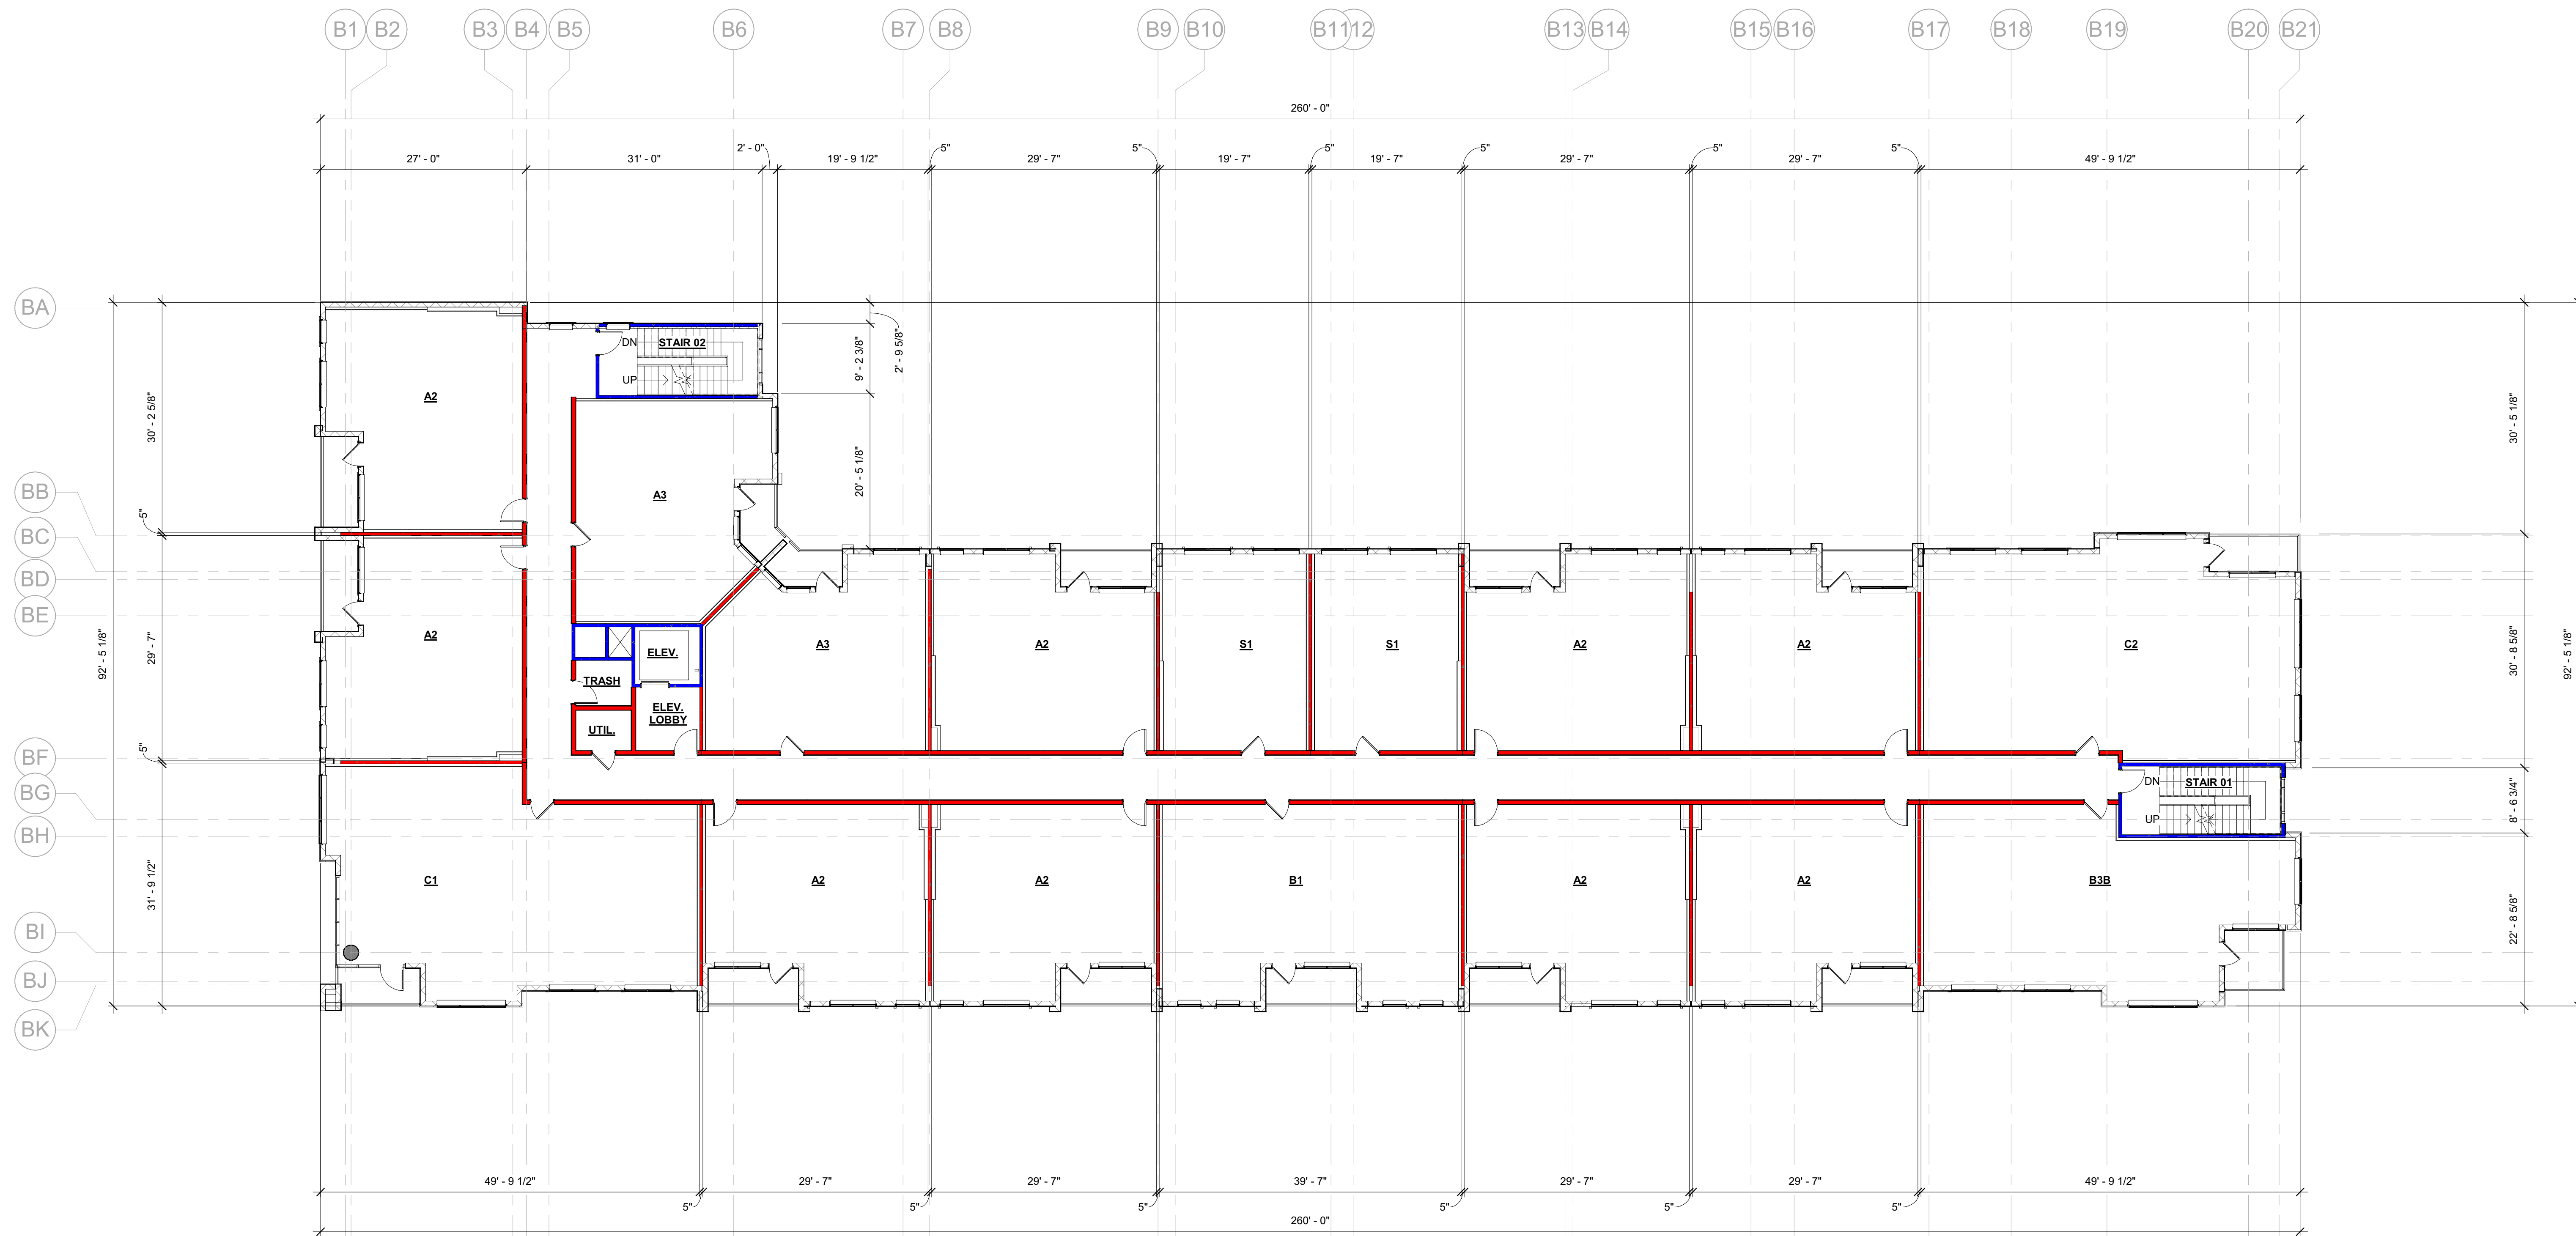 B1 B2 B3 B4 B5 B6 B7 B8 B9 B10 B11 12 B13 B14 B15 B16 B17 B18 B19 B20 B21
260' - 0"
2' - 0" 5" 5" 5" 5" 5" 5"
27' - 0" 31' - 0" 19' - 9 1/2" 29' - 7" 19' - 7" 19' - 7" 29' - 7" 29' - 7" 49' - 9 1/2"
BA
BB
BC
BD
BE
BF
BG
BH
BI
BJ
BK
92' - 5 1/8"
30' - 2 5/8"
5"
29' - 7"
5"
31' - 9 1/2"
9' - 2 3/8"
2' - 9 5/8"
20' - 5 1/8"
DN STAIR 02
UP
A2
A3
A2
A3 A2 S1 S1 A2 A2 C2
ELEV.
TRASH
ELEV.
LOBBY
UTIL.
DN STAIR 01
UP
C1 A2 A2 B1 A2 A2 B3B
30' - 5 1/8"
30' - 8 5/8"
8' - 6 3/4"
22' - 8 5/8"
92' - 5 1/8"
49' - 9 1/2" 29' - 7" 29' - 7" 39' - 7" 29' - 7" 29' - 7" 49' - 9 1/2"
5" 5" 5" 5" 5" 5"
260' - 0"